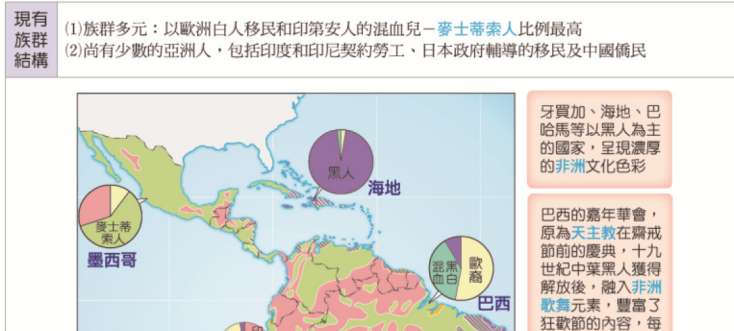 現有
族群
結構
(1)族群多元：以歐洲白人移民和印第安人的混血兒－麥士蒂索人比例最高
(2)尚有少數的亞洲人，包括印度和印尼契約勞工、日本政府輔導的移民及中國僑民
黑人
海地
麥士蒂
索人
墨西哥
混血
黑白
歐裔
巴西
牙買加、海地、巴
哈馬等以黑人為主
的國家，呈現濃厚
的非洲文化色彩
巴西的嘉年華會，
原為天主教在齋戒
節前的慶典，十九
世紀中葉黑人獲得
解放後，融入非洲
歌舞元素，豐富了
狂歡節的內容，每